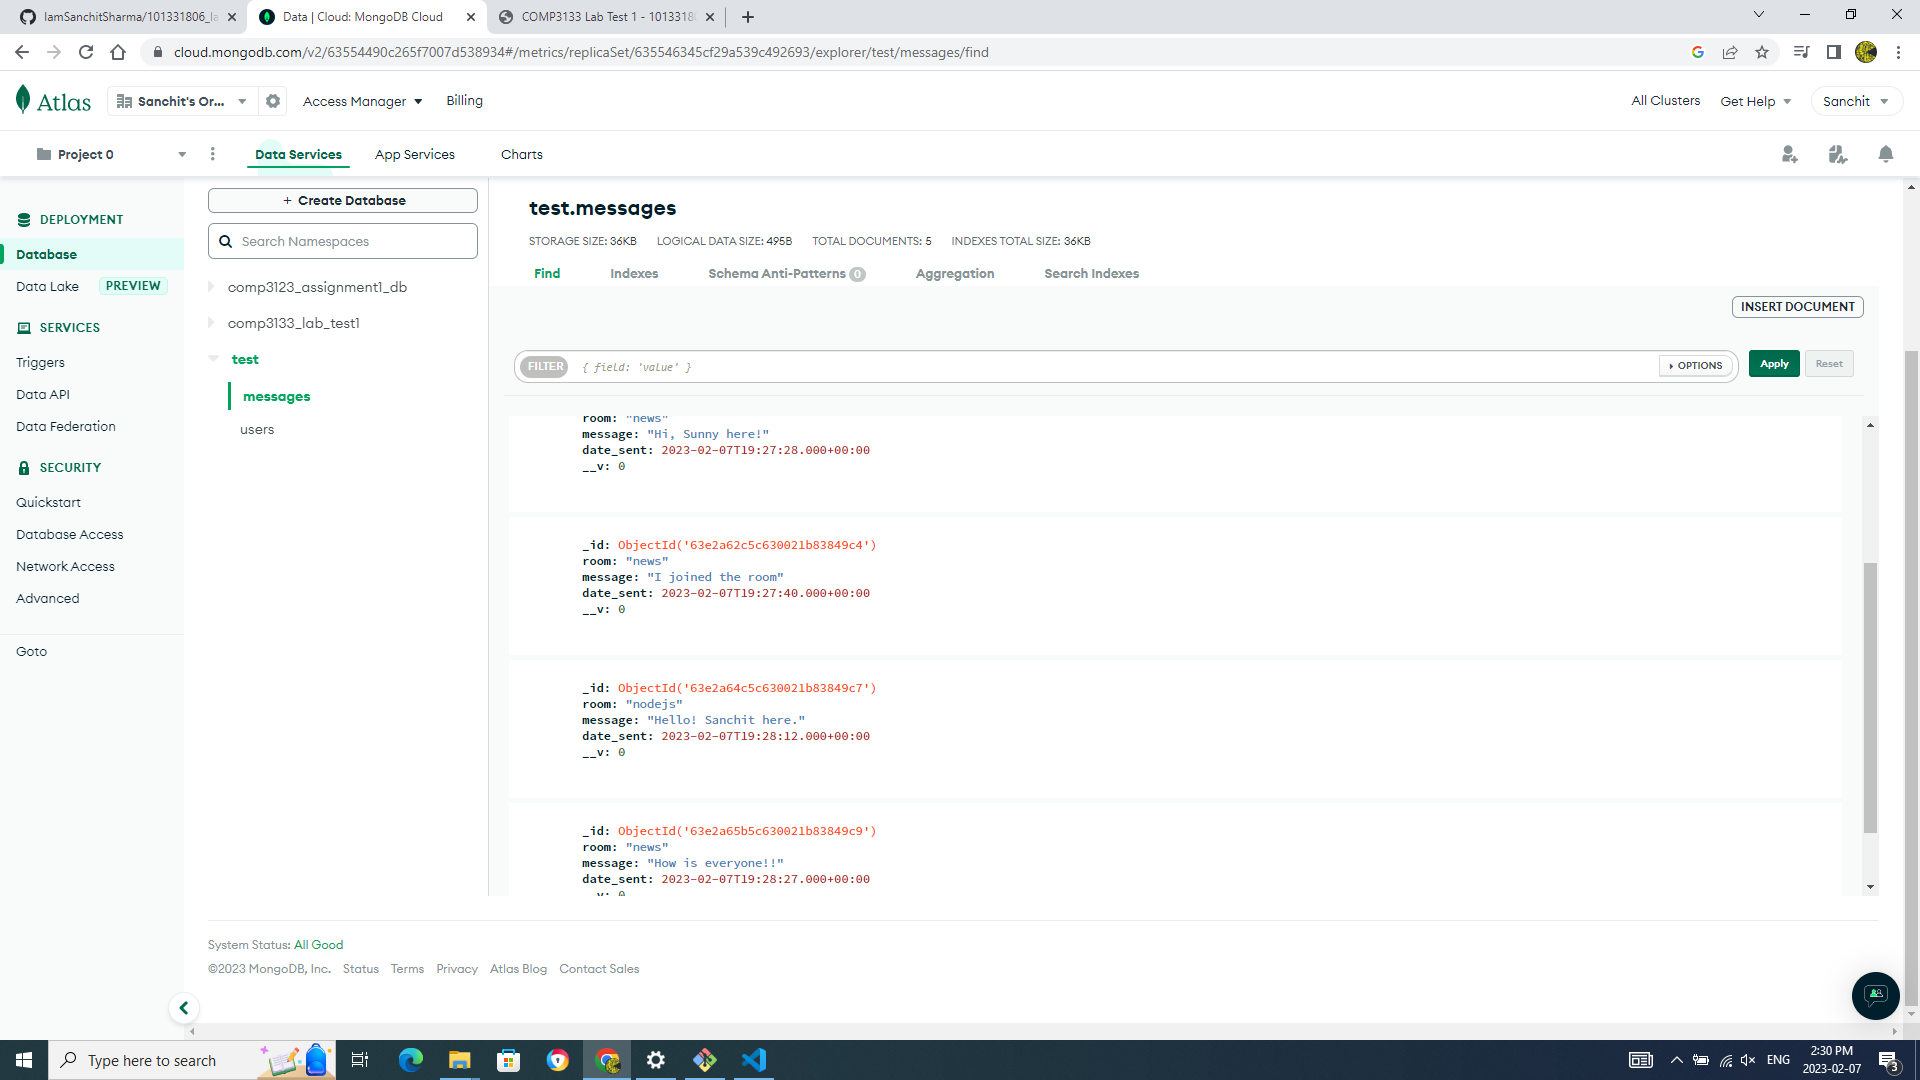 IamSanchitSharma/101331806_la
Data | Cloud: MongoDB Cloud
COMP3133 Lab Test 1 - 10133180
cloud.mongodb.com/v2/63554490c265f7007d538934#/metrics/replicaSet/635546345cf29a539c492693/explorer/test/messages/find
Atlas
Sanchit's Or...
Access Manager
Billing
All Clusters
Get Help
Sanchit
Project 0
Data Services
App Services
Charts
DEPLOYMENT
Database
Data Lake
PREVIEW
SERVICES
Triggers
Data API
Data Federation
SECURITY
Quickstart
Database Access
Network Access
Advanced
Goto
+ Create Database
Search Namespaces
comp3123_assignment1_db
comp3133_lab_test1
test
messages
users
test.messages
STORAGE SIZE: 36KB LOGICAL DATA SIZE: 495B TOTAL DOCUMENTS: 5 INDEXES TOTAL SIZE: 36KB
Find
Indexes
Schema Anti-Patterns 0
Aggregation
Search Indexes
INSERT DOCUMENT
FILTER
{ field: 'value' }
OPTIONS
Apply
Reset
room: "news"
message: "Hi, Sunny here!"
date_sent: 2023-02-07T19:27:28.000+00:00
__v: 0
_id: ObjectId('63e2a62c5c630021b83849c4')
room: "news"
message: "I joined the room"
date_sent: 2023-02-07T19:27:40.000+00:00
__v: 0
_id: ObjectId('63e2a64c5c630021b83849c7')
room: "nodejs"
message: "Hello! Sanchit here."
date_sent: 2023-02-07T19:28:12.000+00:00
__v: 0
_id: ObjectId('63e2a65b5c630021b83849c9')
room: "news"
message: "How is everyone!!"
date_sent: 2023-02-07T19:28:27.000+00:00
__v: 0
System Status: All Good
©2023 MongoDB, Inc. Status Terms Privacy Atlas Blog Contact Sales
Type here to search
ENG
2:30 PM
2023-02-07
3